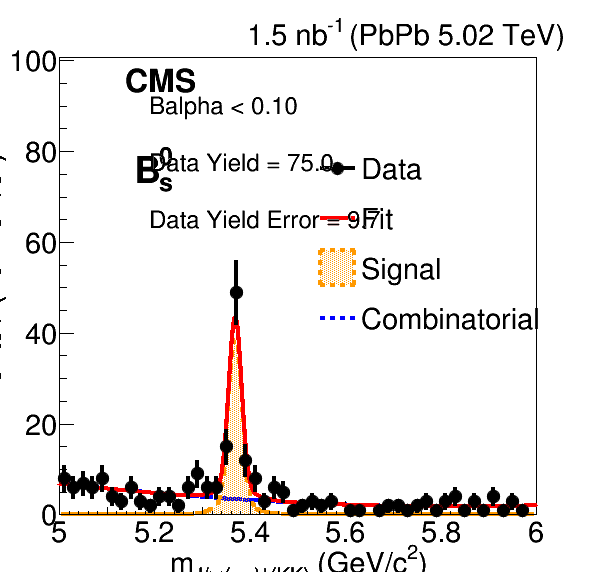 1.5 nb⁻¹ (PbPb 5.02 TeV)
100
80
60
40
20
0
CMS
Balpha < 0.10
B⁰ₛ
Data Yield = 75.0
Data Yield Error = 9.7
Data
Fit
Signal
Combinatorial
5 5.2 5.4 5.6 5.8 6
m (GeV/c²)